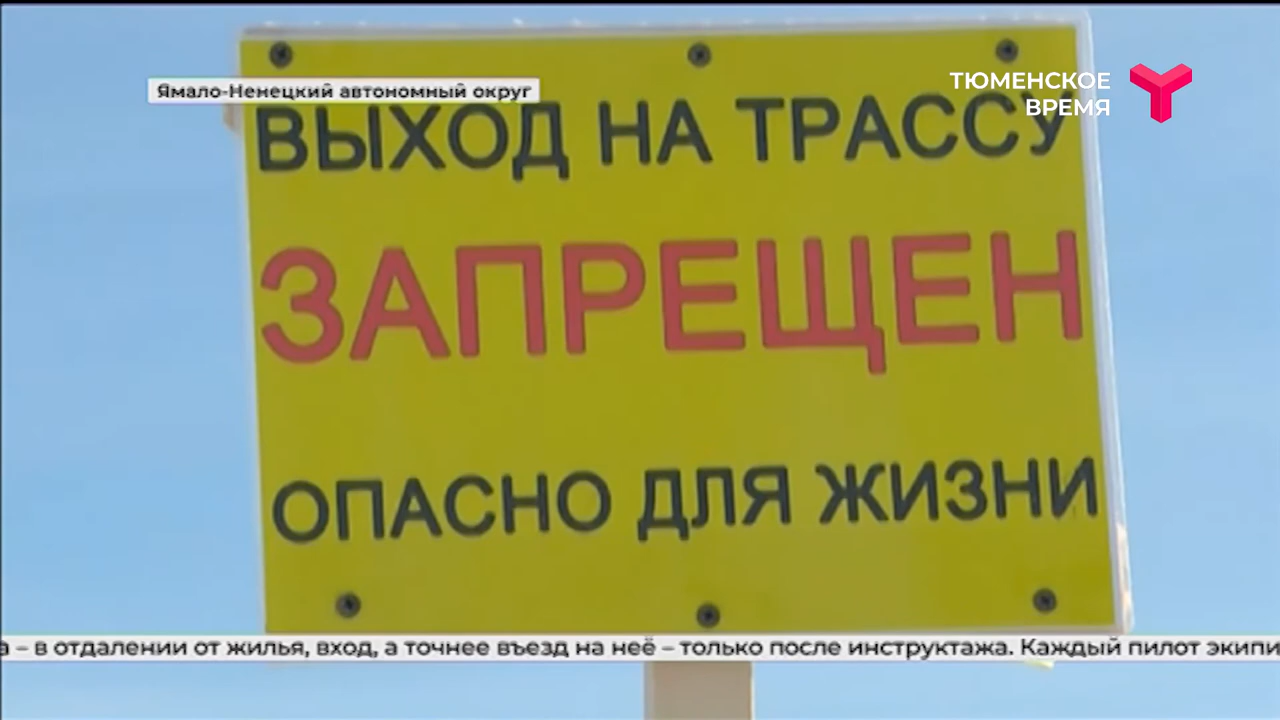 ТЮМЕНСКОЕ
ВРЕМЯ
Ямало-Ненецкий автономный округ
ВЫХОД НА ТРАССУ
ЗАПРЕЩЕН
ОПАСНО ДЛЯ ЖИЗНИ
– в отдалении от жилья, вход, а точнее въезд на неё – только после инструктажа. Каждый пилот